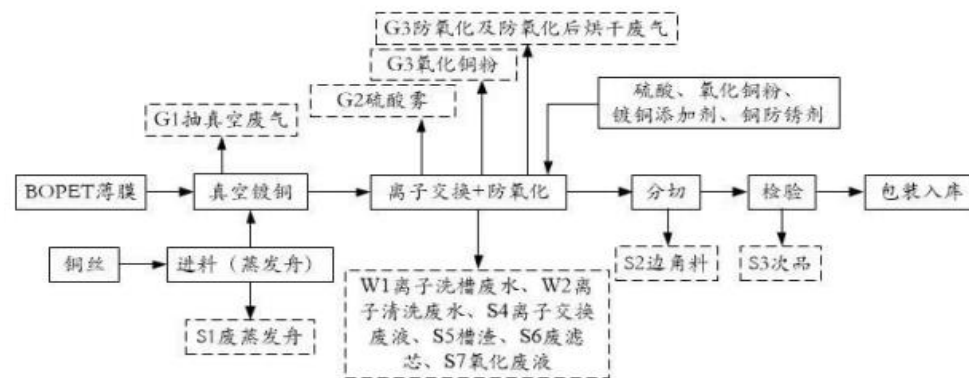 G3防氧化及防氧化后烘干废气
G3氧化铜粉
G2硫酸雾
硫酸、氧化铜粉、
镀铜添加剂、铜防锈剂
G1抽真空废气
BOPET薄膜
真空镀铜
离子交换+防氧化
分切
检验
包装入库
铜丝
进料（蒸发舟）
S2边角料
S3次品
W1离子洗槽废水、W2离
子清洗废水、S4离子交换
废液、S5槽渣、S6废滤
芯、S7氧化废液
S1废蒸发舟